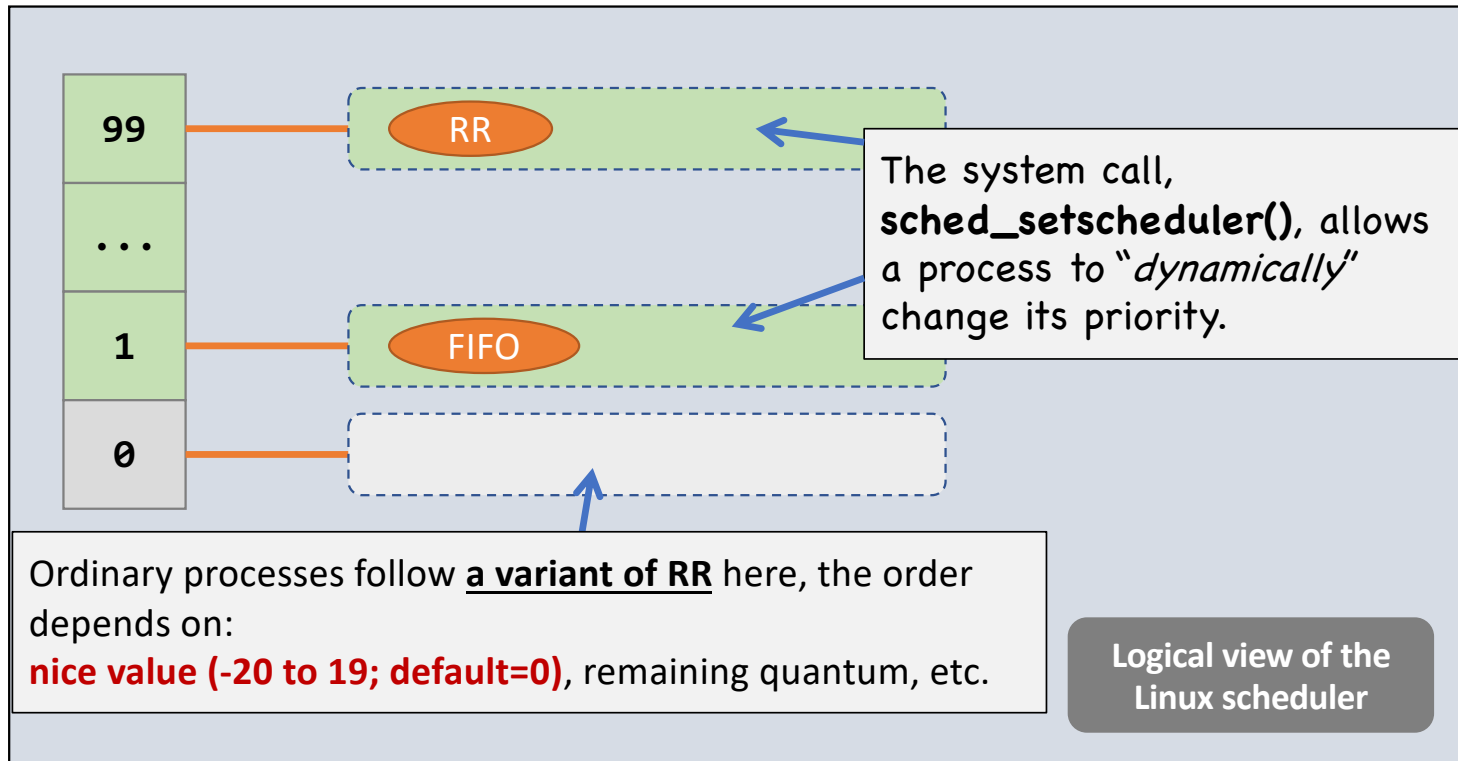 99
RR
The system call,
sched_setscheduler(), allows
a process to “dynamically”
change its priority.
...
1
FIFO
0
Ordinary processes follow a variant of RR here, the order
depends on:
nice value (-20 to 19; default=0), remaining quantum, etc.
Logical view of the
Linux scheduler